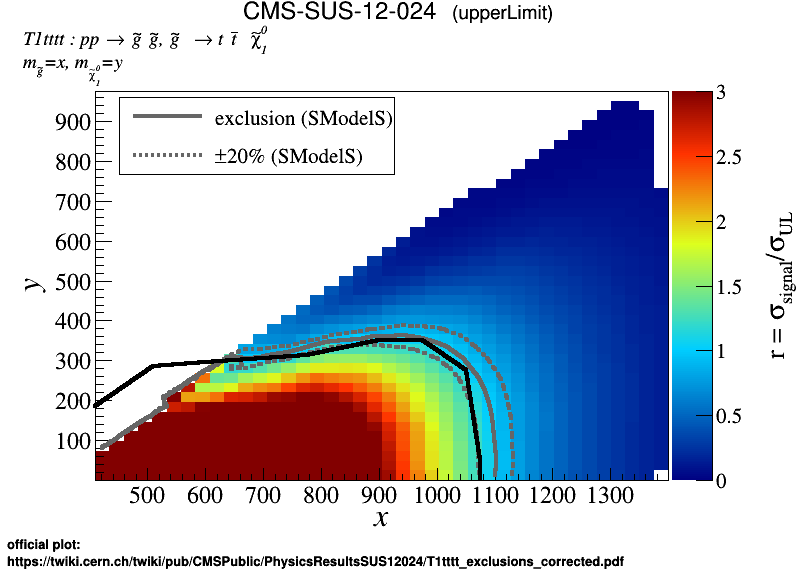 CMS-SUS-12-024 (upperLimit)
T1tttt : pp → g̃ g̃, g̃ → t t̄ χ̃₁⁰
m_g̃=x, m_χ̃₁⁰=y
exclusion (SModelS)
±20% (SModelS)
900
800
700
600
500
400
300
200
100
y
500 600 700 800 900 1000 1100 1200 1300
x
3
2.5
2
1.5
1
0.5
0
r = σ_signal/σ_UL
official plot:
https://twiki.cern.ch/twiki/pub/CMSPublic/PhysicsResultsSUS12024/T1tttt_exclusions_corrected.pdf